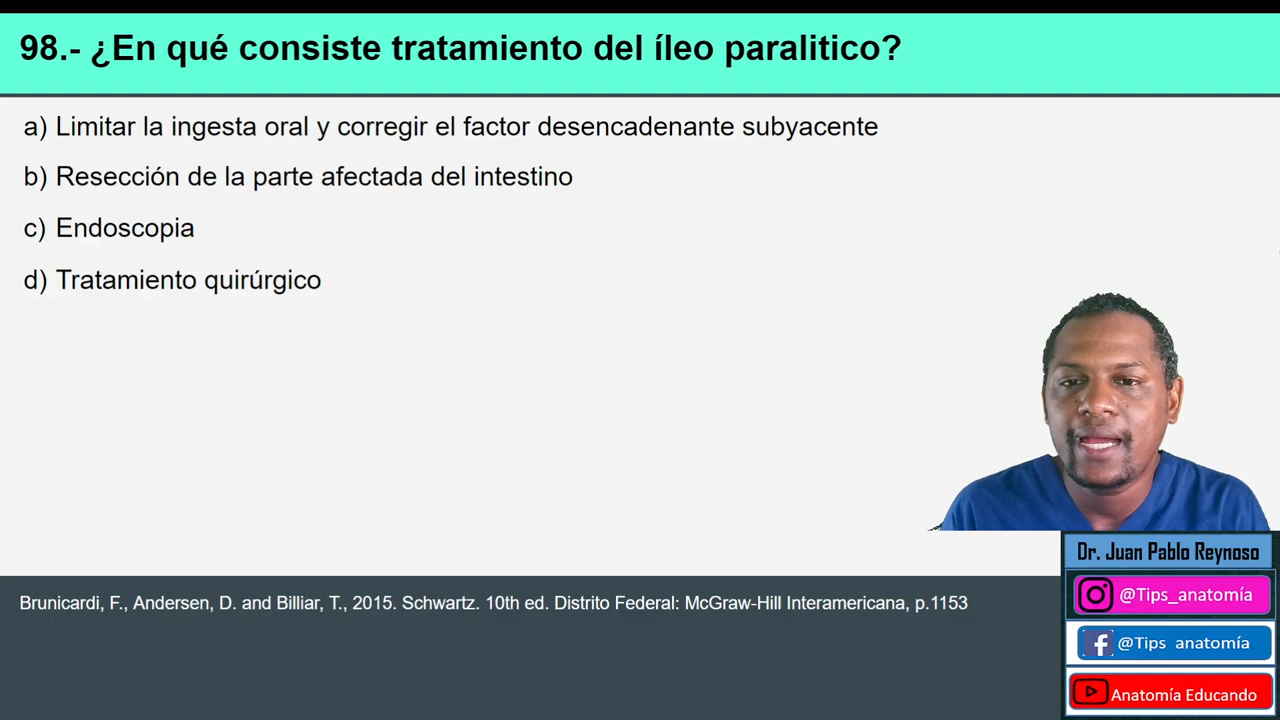 98.- ¿En qué consiste tratamiento del íleo paralitico?
a) Limitar la ingesta oral y corregir el factor desencadenante subyacente
b) Resección de la parte afectada del intestino
c) Endoscopia
d) Tratamiento quirúrgico
Dr. Juan Pablo Reynoso
@Tips_anatomía
@Tips anatomía
Anatomía Educando
Brunicardi, F., Andersen, D. and Billiar, T., 2015. Schwartz. 10th ed. Distrito Federal: McGraw-Hill Interamericana, p.1153